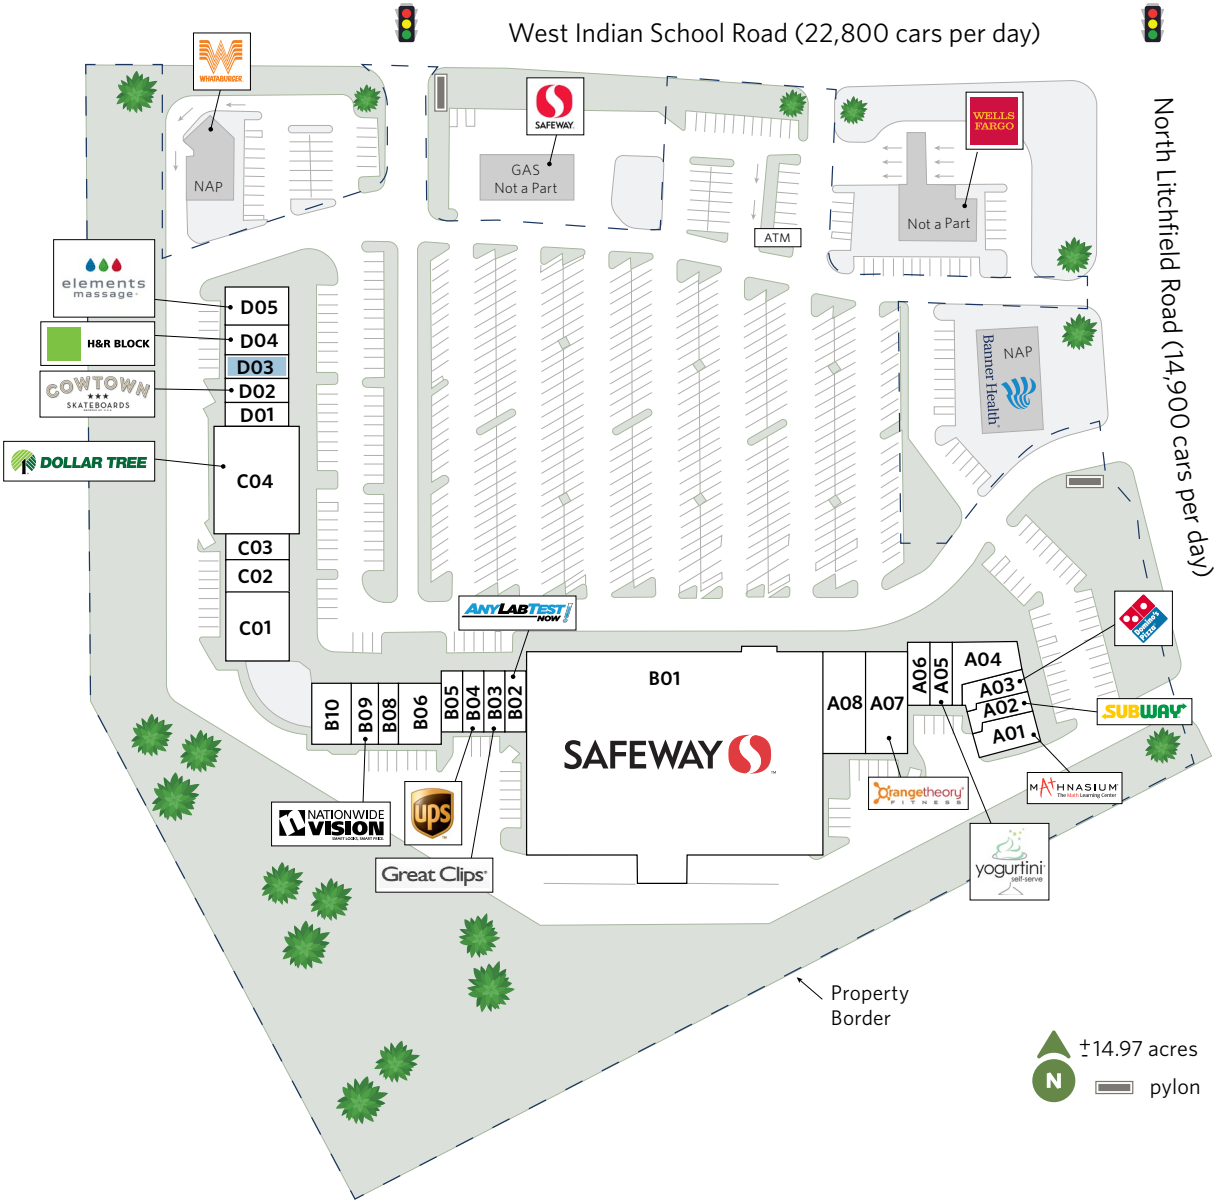 West Indian School Road (22,800 cars per day)
North Litchfield Road (14,900 cars per day)
WHATABURGER
NAP
SAFEWAY
GAS
Not a Part
WELLS
FARGO
Not a Part
ATM
Banner Health
NAP
elements
massage
D05
H&R BLOCK
D04
D03
COWTOWN
SKATEBOARDS
D02
D01
DOLLAR TREE
C04
C03
C02
C01
ANYLABTEST
NOW!
Domino's
Pizza
SUBWAY
B10
B09
B08
B06
B05
B04
B03
B02
B01
SAFEWAY
A08
A07
A06
A05
A04
A03
A02
A01
NATIONWIDE
VISION
SMART LOOKS. SMART PRICE.
ups
Great Clips
orangetheory
FITNESS
MATHNASIUM
The Math Learning Center
yogurtini
self-serve
Property
Border
±14.97 acres
N
pylon